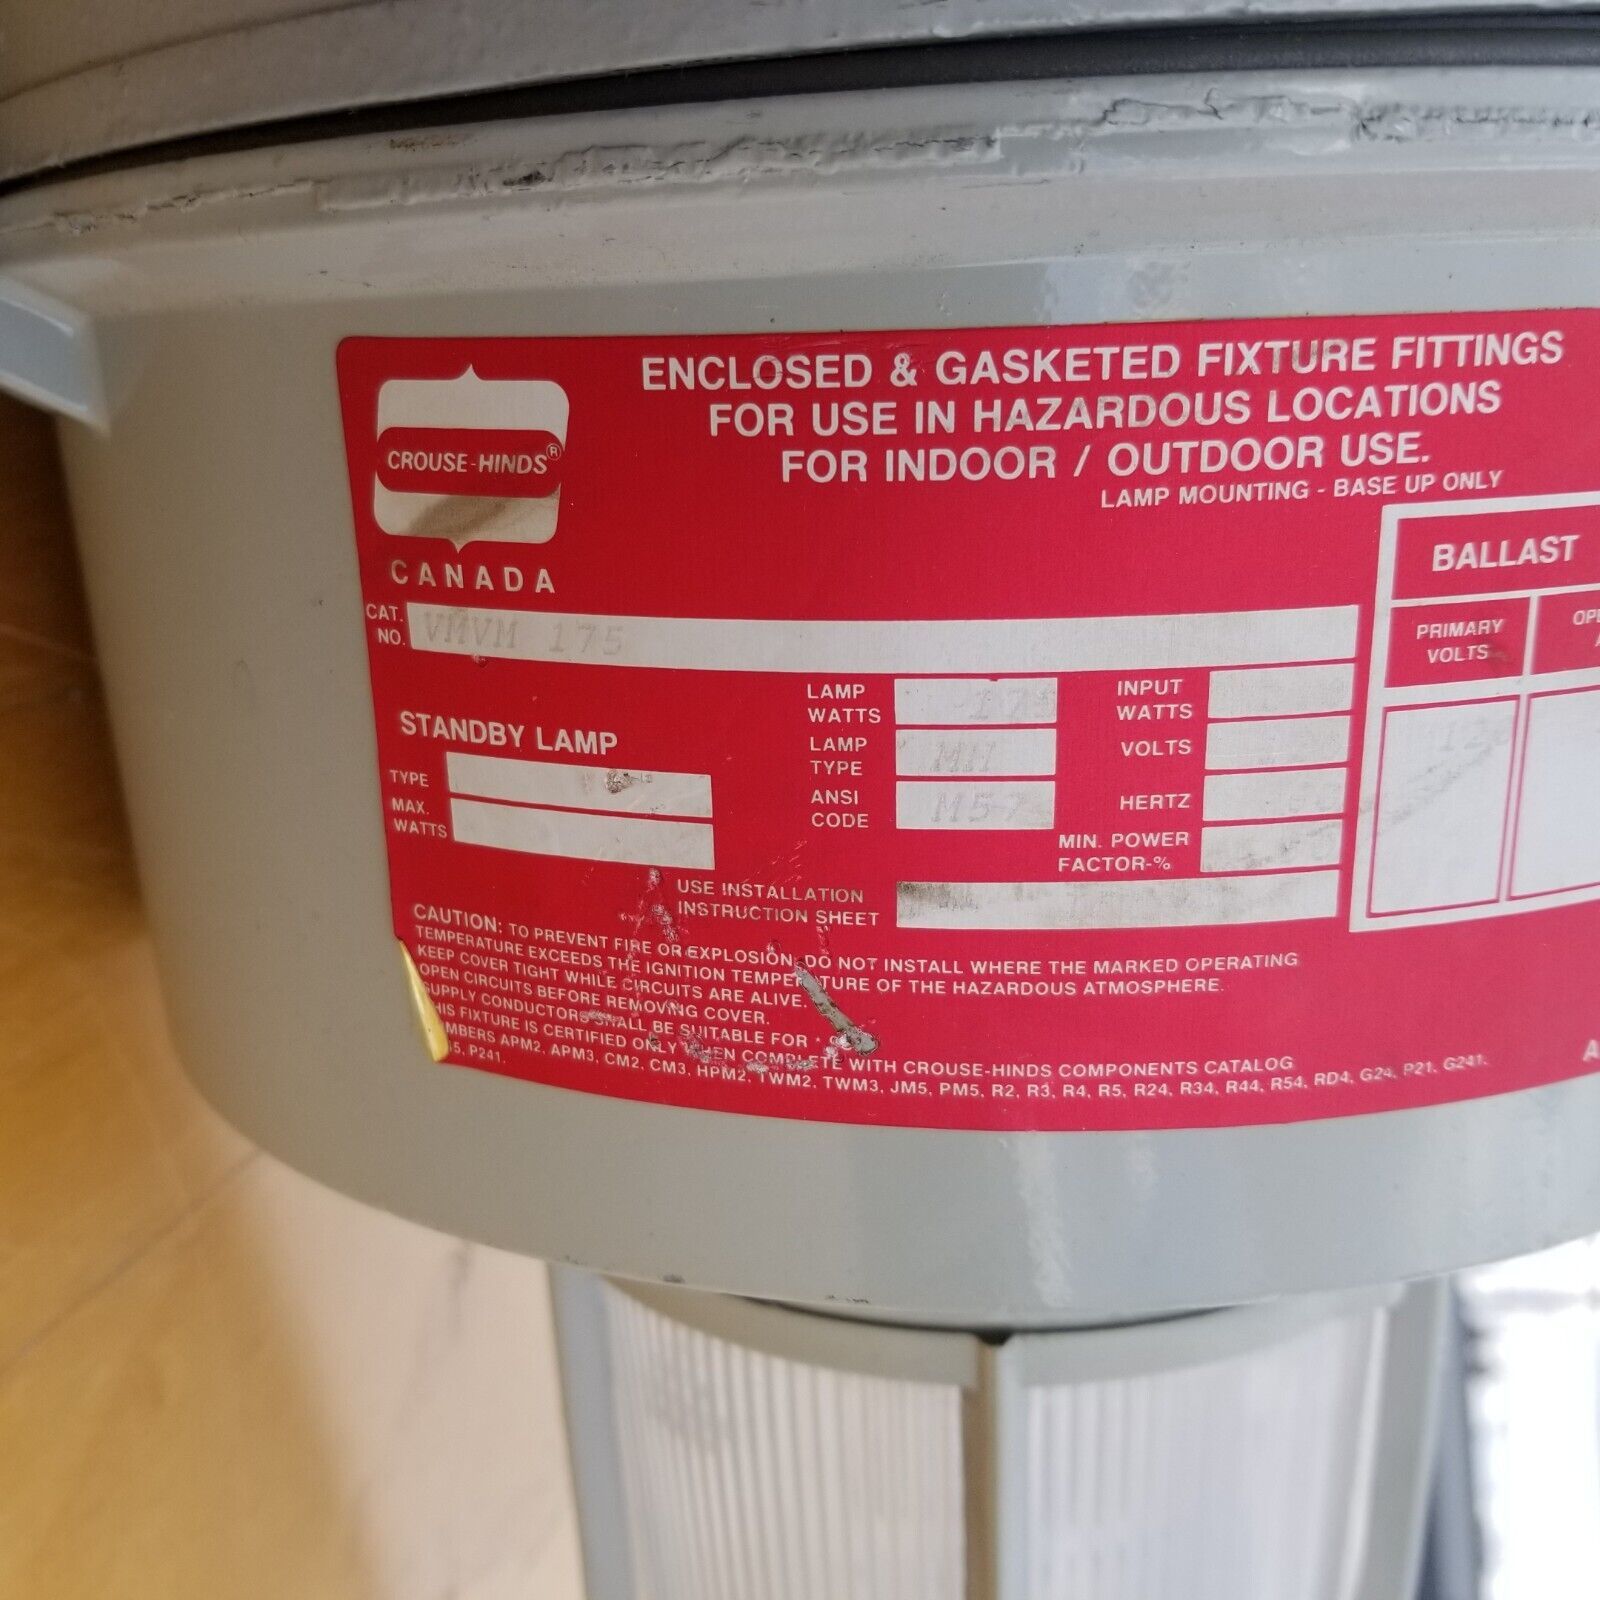 ENCLOSED & GASKETED FIXTURE FITTINGS
FOR USE IN HAZARDOUS LOCATIONS
FOR INDOOR / OUTDOOR USE.
LAMP MOUNTING - BASE UP ONLY
CROUSE-HINDS®
CANADA
CAT. NO. VMVM 175
STANDBY LAMP
TYPE
MAX. WATTS
LAMP WATTS
LAMP TYPE MH
ANSI CODE M57
INPUT WATTS
VOLTS
HERTZ
MIN. POWER FACTOR-%
BALLAST
PRIMARY VOLTS
USE INSTALLATION
INSTRUCTION SHEET
CAUTION: TO PREVENT FIRE OR EXPLOSION, DO NOT INSTALL WHERE THE MARKED OPERATING
TEMPERATURE EXCEEDS THE IGNITION TEMPERATURE OF THE HAZARDOUS ATMOSPHERE.
KEEP COVER TIGHT WHILE CIRCUITS ARE ALIVE.
OPEN CIRCUITS BEFORE REMOVING COVER.
SUPPLY CONDUCTORS SHALL BE SUITABLE FOR
THIS FIXTURE IS CERTIFIED ONLY WHEN COMPLETE WITH CROUSE-HINDS COMPONENTS CATALOG
APM2, APM3, CM2, CM3, HPM2, TWM2, TWM3, JM5, PM5, R2, R3, R4, R5, R24, R34, R44, R54, RD4, G24, P21, G241,
P241.